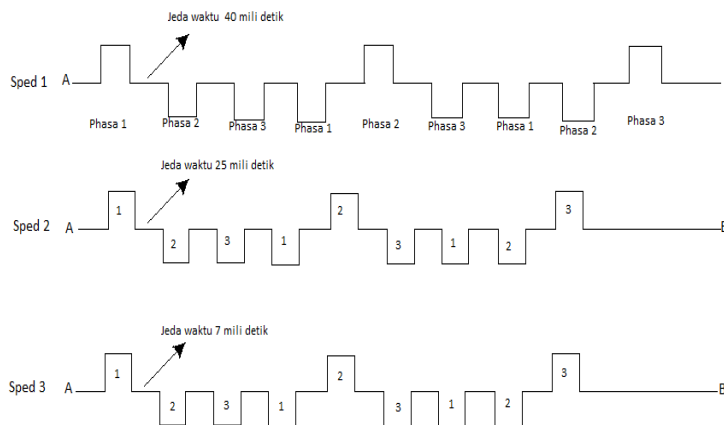 Jeda waktu 40 mili detik
Sped 1 A
Phasa 1 Phasa 2 Phasa 3 Phasa 1 Phasa 2 Phasa 3 Phasa 1 Phasa 2 Phasa 3
Jeda waktu 25 mili detik
Sped 2 A 1 2 3 1 2 3 1 2 3 B
Jeda waktu 7 mili detik
Sped 3 A 1 2 3 1 2 3 1 2 3 B